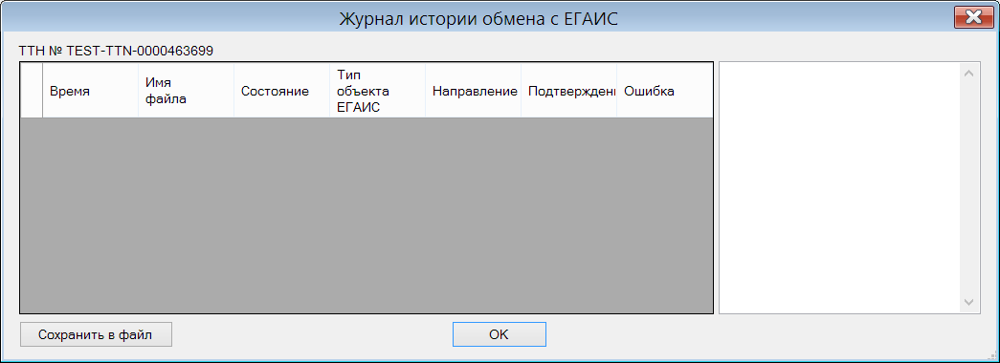 Журнал истории обмена с ЕГАИС
ТТН № TEST-TTN-0000463699
Время
Имя
файла
Состояние
Тип
объекта
ЕГАИС
Направление
Подтвержден
Ошибка
Сохранить в файл
OK